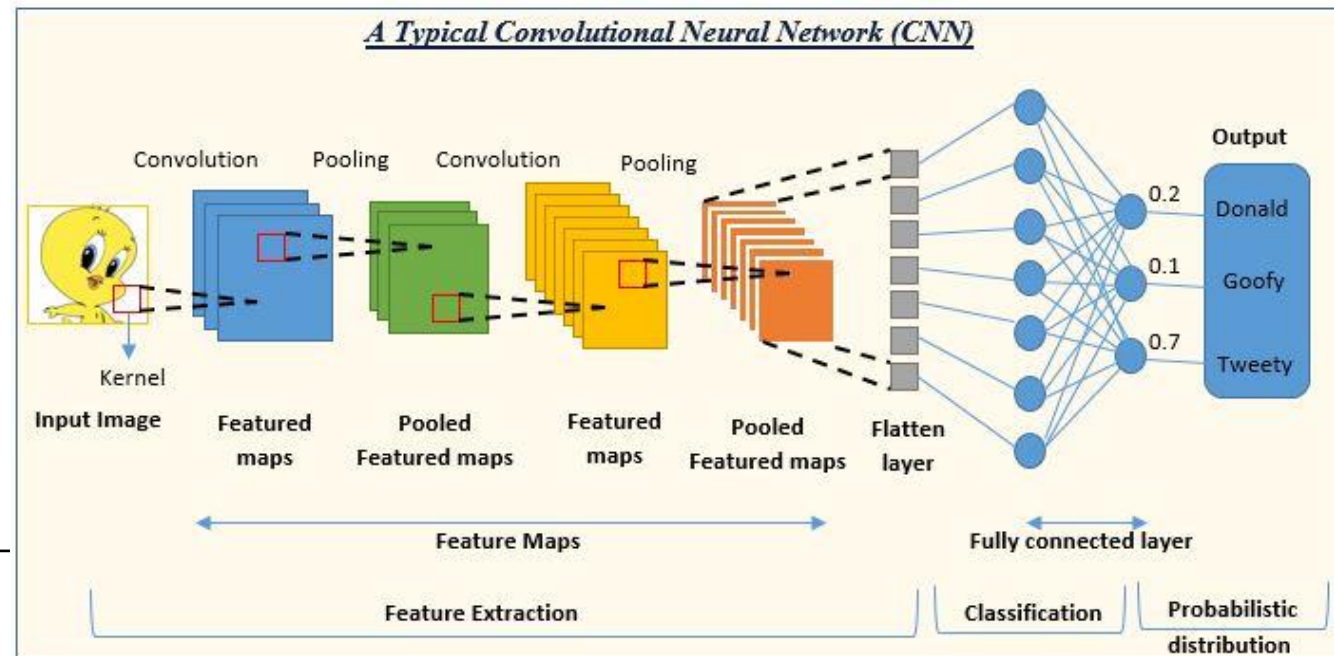 A Typical Convolutional Neural Network (CNN)
Convolution
Pooling
Convolution
Pooling
Output
0.2
Donald
0.1
Goofy
0.7
Tweety
Kernel
Input Image
Featured
maps
Pooled
Featured maps
Featured
maps
Pooled
Featured maps
Flatten
layer
Feature Maps
Fully connected layer
Feature Extraction
Classification
Probabilistic
distribution